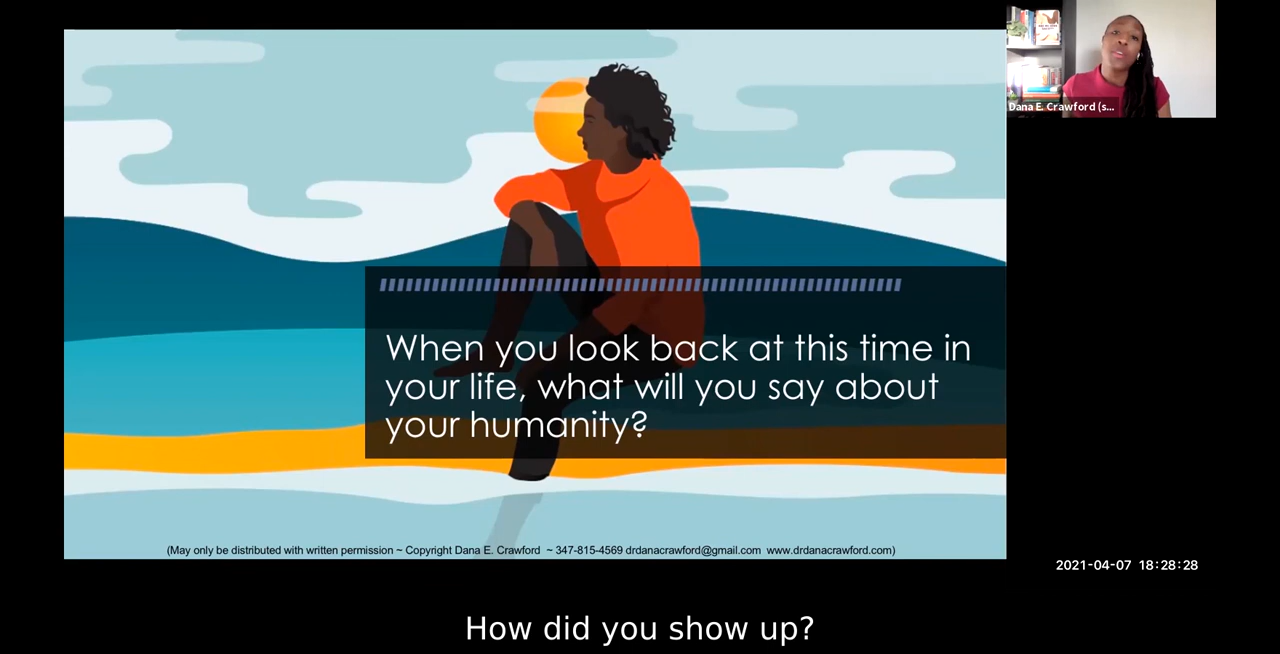 Dana E. Crawford (s...
When you look back at this time in
your life, what will you say about
your humanity?
(May only be distributed with written permission ~ Copyright Dana E. Crawford ~ 347-815-4569 drdanacrawford@gmail.com www.drdanacrawford.com)
2021-04-07 18:28:28
How did you show up?